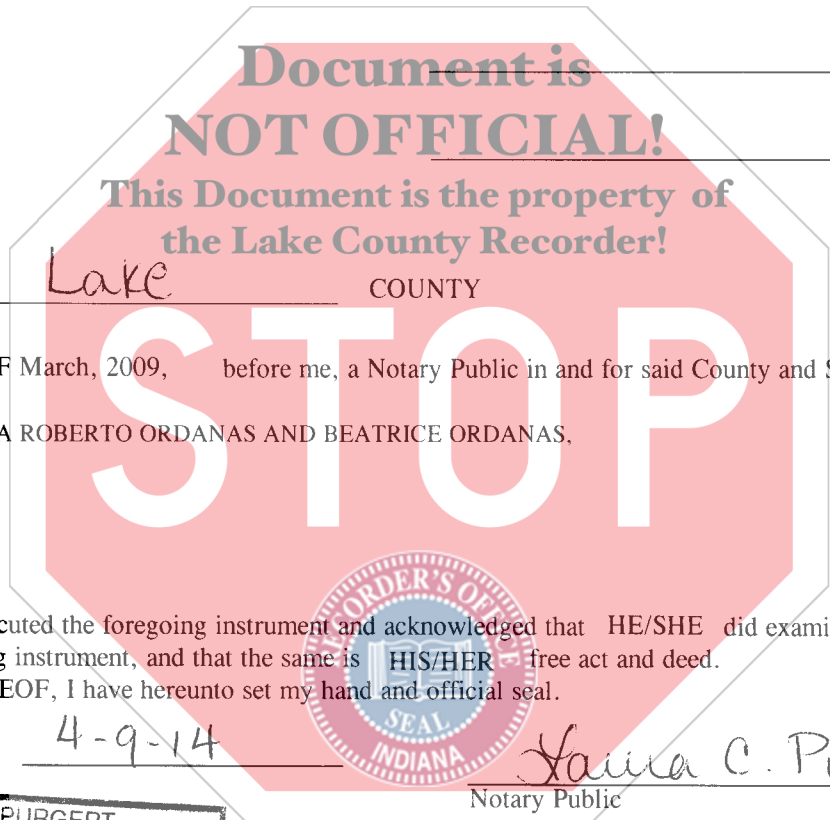 Document is
NOT OFFICIAL!
This Document is the property of
the Lake County Recorder!
Lake COUNTY
F March, 2009, before me, a Notary Public in and for said County and S
A ROBERTO ORDANAS AND BEATRICE ORDANAS,
STOP
RECORDER'S OFFICE
cuted the foregoing instrument and acknowledged that HE/SHE did exami
g instrument, and that the same is HIS/HER free act and deed.
EOF, I have hereunto set my hand and official seal.
SEAL
INDIANA
4-9-14
C. P
Notary Public